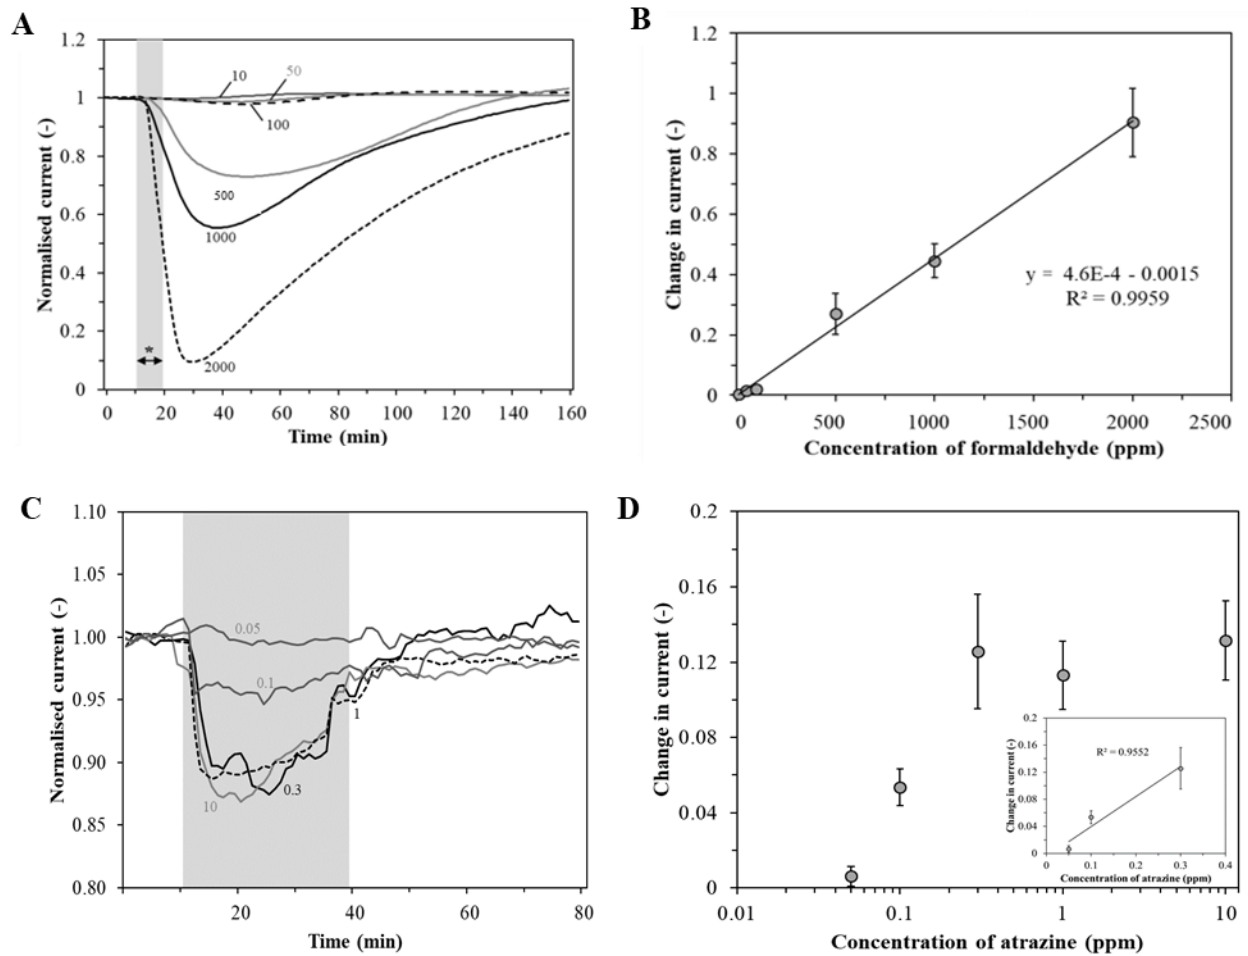 A
Normalised current (-)
1.2
1
0.8
0.6
0.4
0.2
0
10
50
100
500
1000
2000
*
0 20 40 60 80 100 120 140 160
Time (min)
B
Change in current (-)
1.2
1
0.8
0.6
0.4
0.2
0
y = 4.6E-4 - 0.0015
R² = 0.9959
0 500 1000 1500 2000 2500
Concentration of formaldehyde (ppm)
C
Normalised current (-)
1.10
1.05
1.00
0.95
0.90
0.85
0.80
0.05
0.1
1
0.3
10
20 40 60 80
Time (min)
D
Change in current (-)
0.2
0.16
0.12
0.08
0.04
0
0.01 0.1 1 10
Concentration of atrazine (ppm)
Change in current (-)
0.2
0.16
0.12
0.08
0.04
0
R² = 0.9552
0 0.1 0.2 0.3 0.4
Concentration of atrazine (ppm)